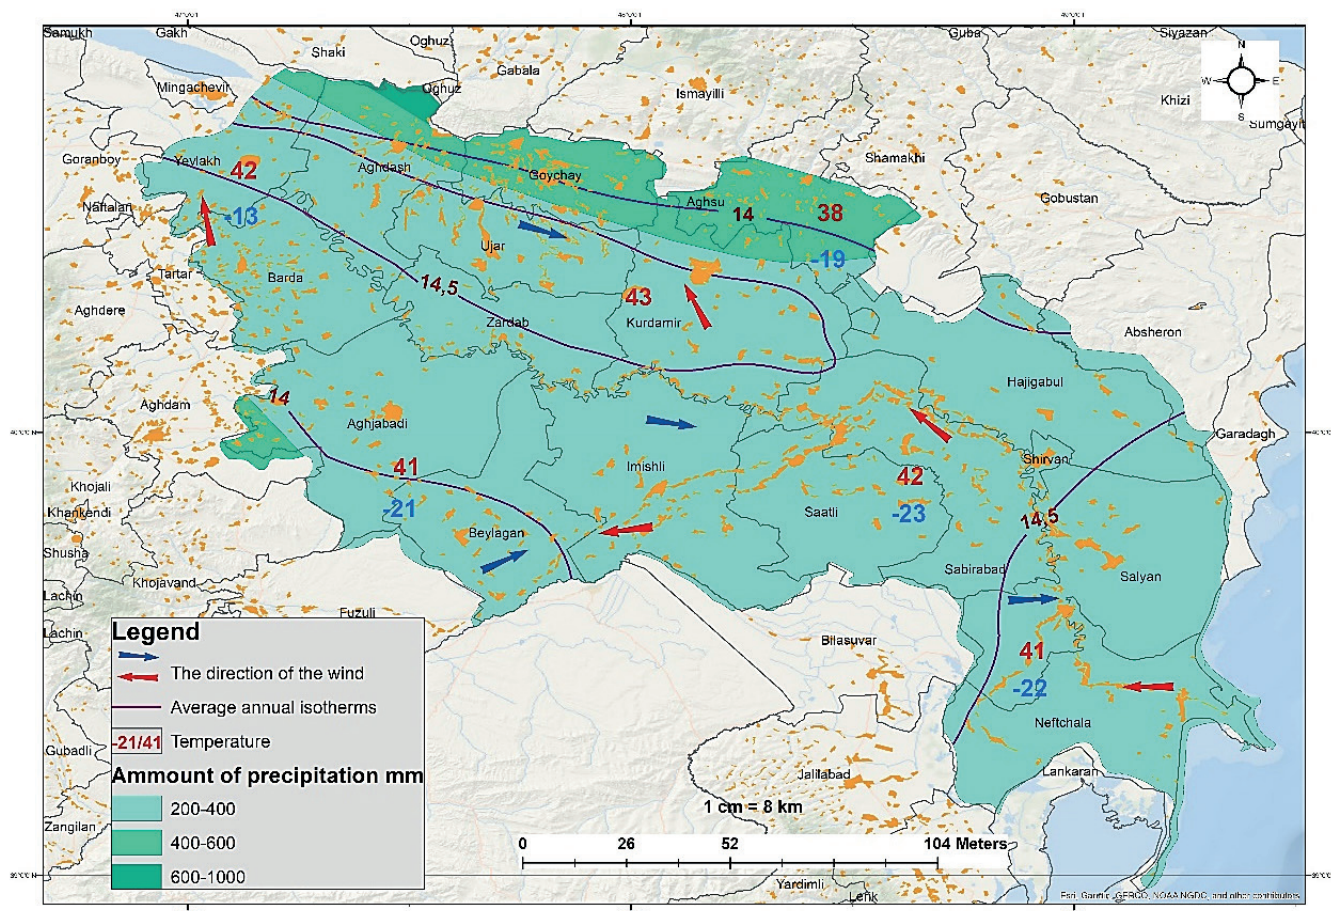 Samukh
Gakh
Shaki
Oghuz
Guba
Siyazan
Mingachevir
Oghuz
Gabala
Ismayilli
Khizi
N
W
E
S
Sumgayit
Goranboy
Yevlakh
42
-13
Aghdash
Goychay
Shamakhi
Naftalan
Aghsu
14
38
-19
Gobustan
Ujar
Tartar
Barda
14,5
43
Kurdamir
Zardab
Aghdere
Absheron
Hajigabul
14
Aghdam
Aghjabadi
Garadagh
41
-21
Imishli
Shirvan
42
-23
Saatli
14,5
Khojali
Khankendi
Shusha
Beylagan
Sabirabad
Salyan
Khojavand
Lachin
Lachin
Fuzuli
Bilasuvar
41
-22
Neftchala
Gubadli
Zangilan
Jalilabad
Lankaran
Yardimli
Lerik
Legend
The direction of the wind
Average annual isotherms
-21/41 Temperature
Ammount of precipitation mm
200-400
400-600
600-1000
1 cm = 8 km
0 26 52 104 Meters
Esri, Garmin, GEBCO, NOAA NGDC, and other contributors